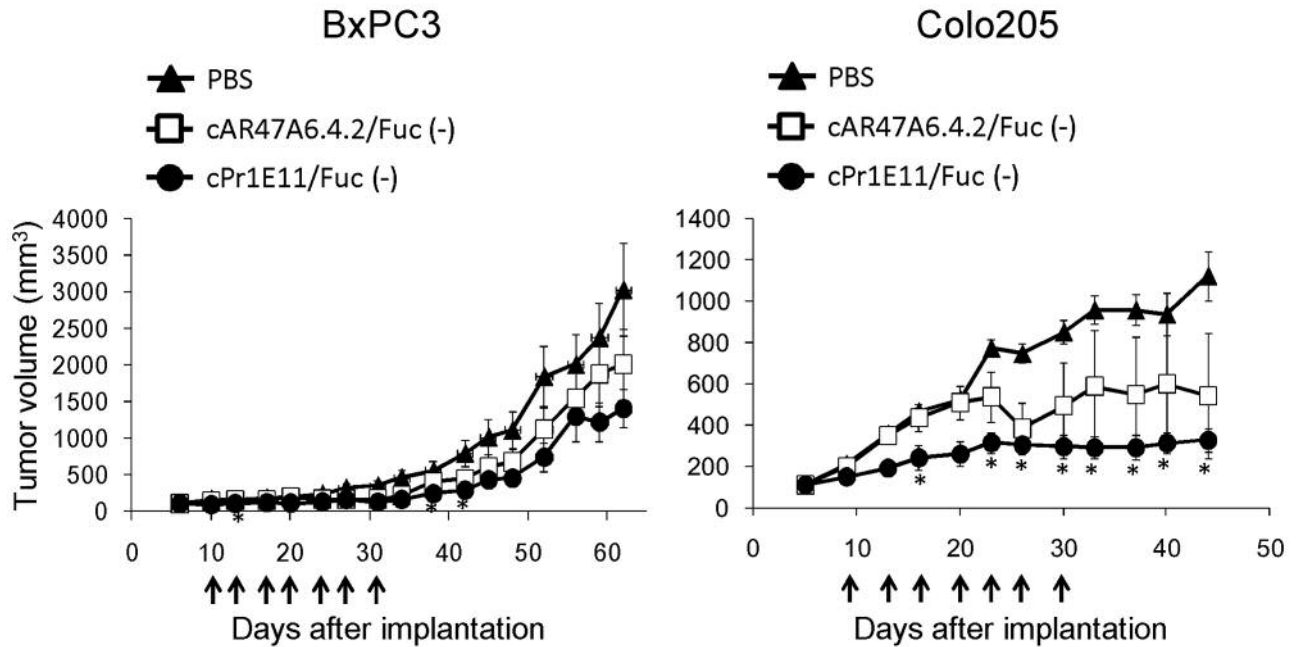 BxPC3
PBS
cAR47A6.4.2/Fuc (-)
cPr1E11/Fuc (-)
Tumor volume (mm³)
4000
3500
3000
2500
2000
1500
1000
500
0
* * *
0 10 20 30 40 50 60
Days after implantation
Colo205
PBS
cAR47A6.4.2/Fuc (-)
cPr1E11/Fuc (-)
1400
1200
1000
800
600
400
200
0
* * * * * * * *
0 10 20 30 40 50
Days after implantation